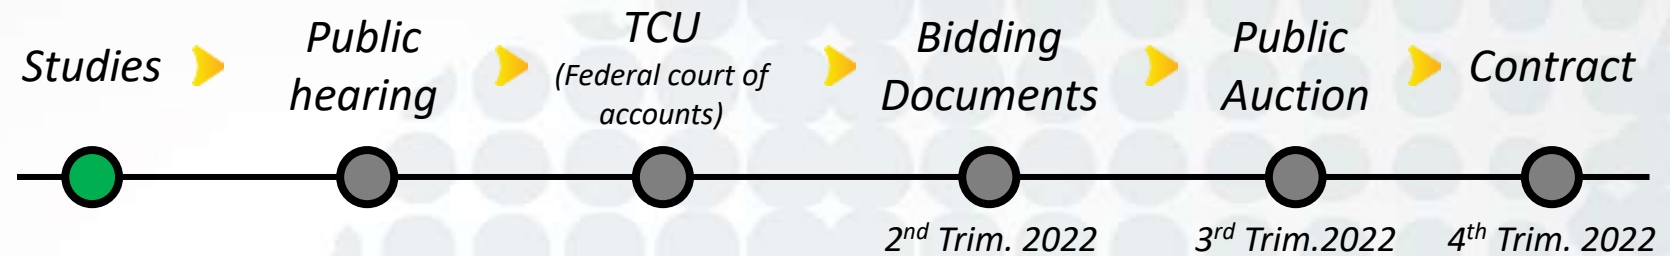 Studies
Public
hearing
TCU
(Federal court of
accounts)
Bidding
Documents
Public
Auction
Contract
2nd Trim. 2022
3rd Trim.2022
4th Trim. 2022